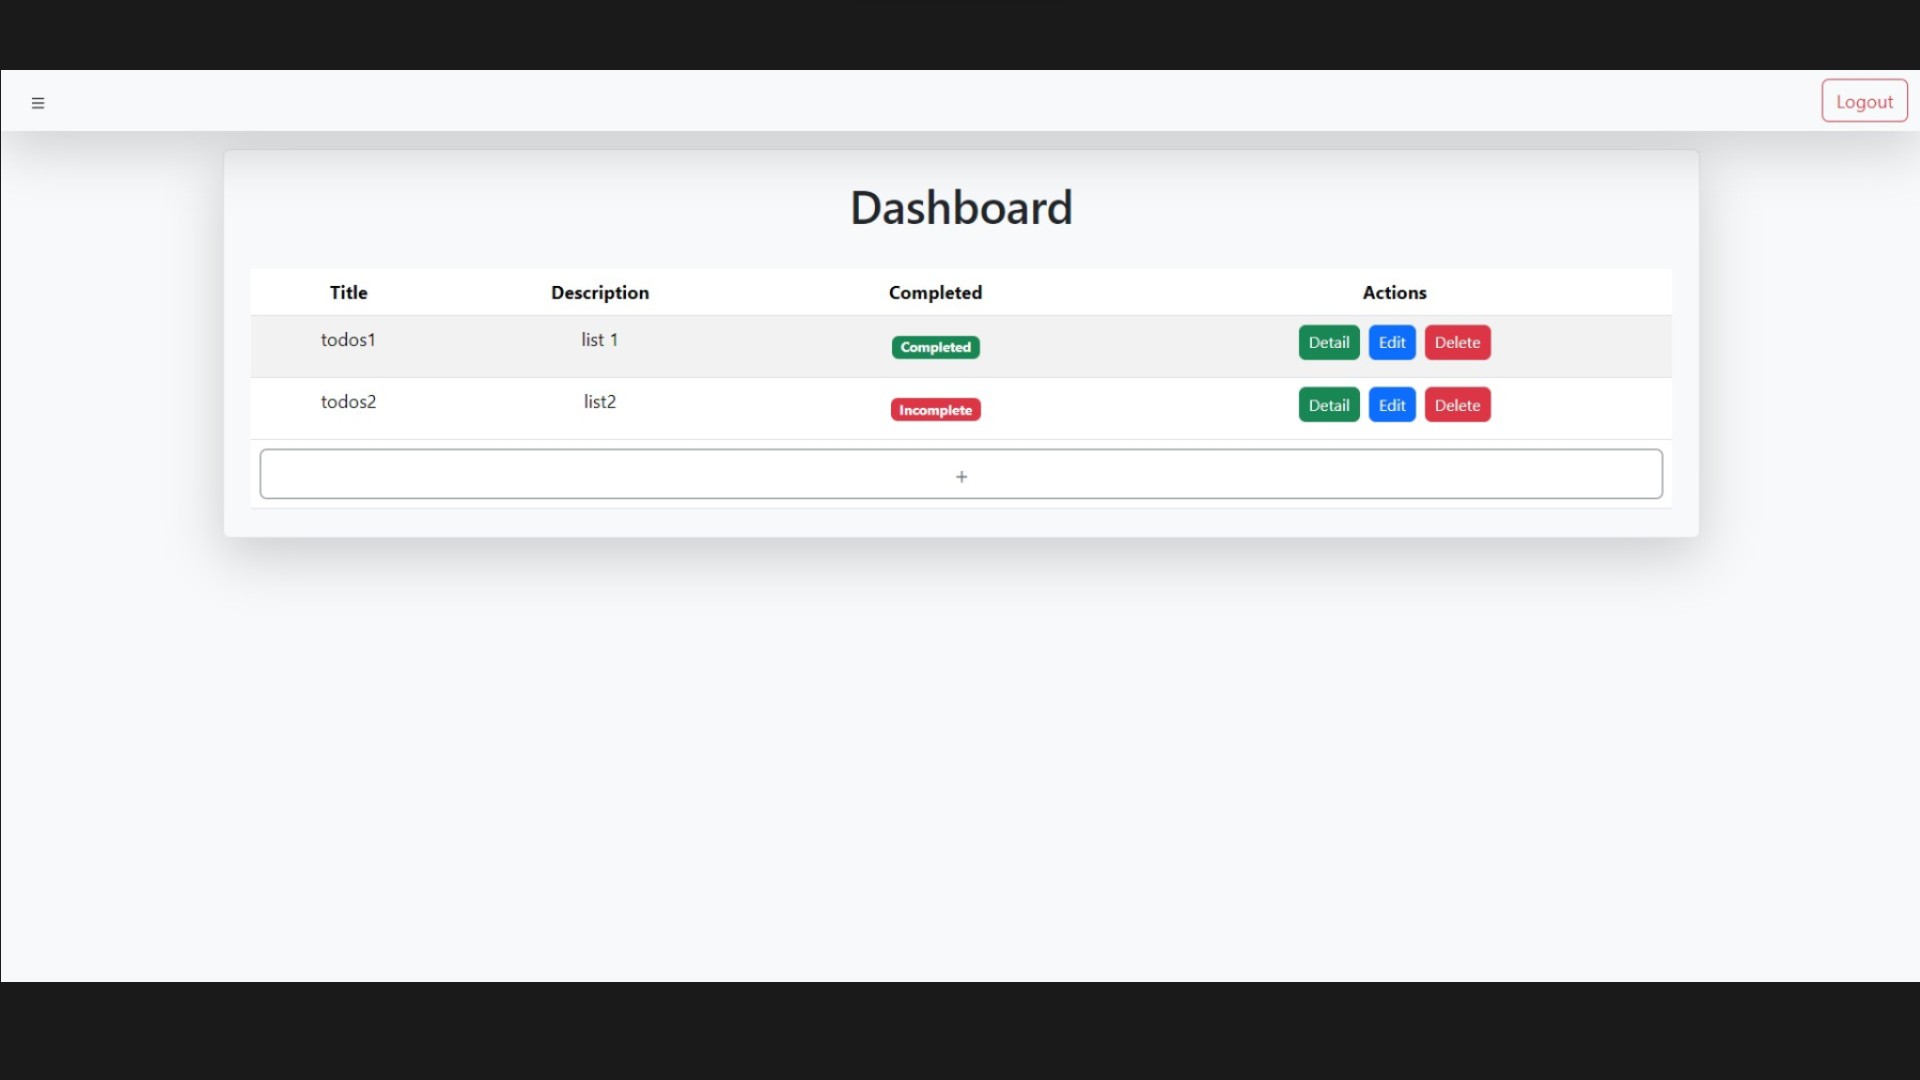 Logout
Dashboard
Title Description Completed Actions
todos1 list 1 Completed Detail Edit Delete
todos2 list2 Incomplete Detail Edit Delete
+